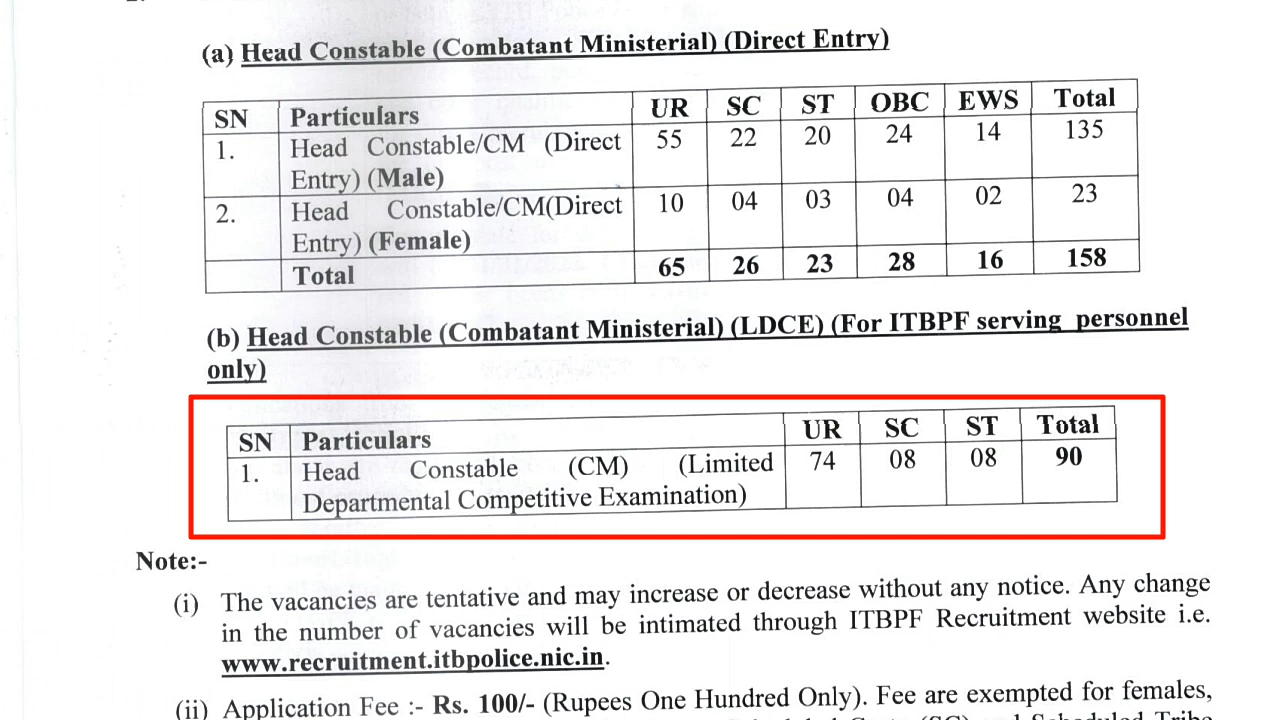 (a) Head Constable (Combatant Ministerial) (Direct Entry)
SN Particulars UR SC ST OBC EWS Total
1. Head Constable/CM (Direct 55 22 20 24 14 135
Entry) (Male)
2. Head Constable/CM(Direct 10 04 03 04 02 23
Entry) (Female)
Total 65 26 23 28 16 158
(b) Head Constable (Combatant Ministerial) (LDCE) (For ITBPF serving personnel
only)
SN Particulars UR SC ST Total
1. Head Constable (CM) (Limited 74 08 08 90
Departmental Competitive Examination)
Note:-
(i) The vacancies are tentative and may increase or decrease without any notice. Any change
in the number of vacancies will be intimated through ITBPF Recruitment website i.e.
www.recruitment.itbpolice.nic.in.
(ii) Application Fee :- Rs. 100/- (Rupees One Hundred Only). Fee are exempted for females,